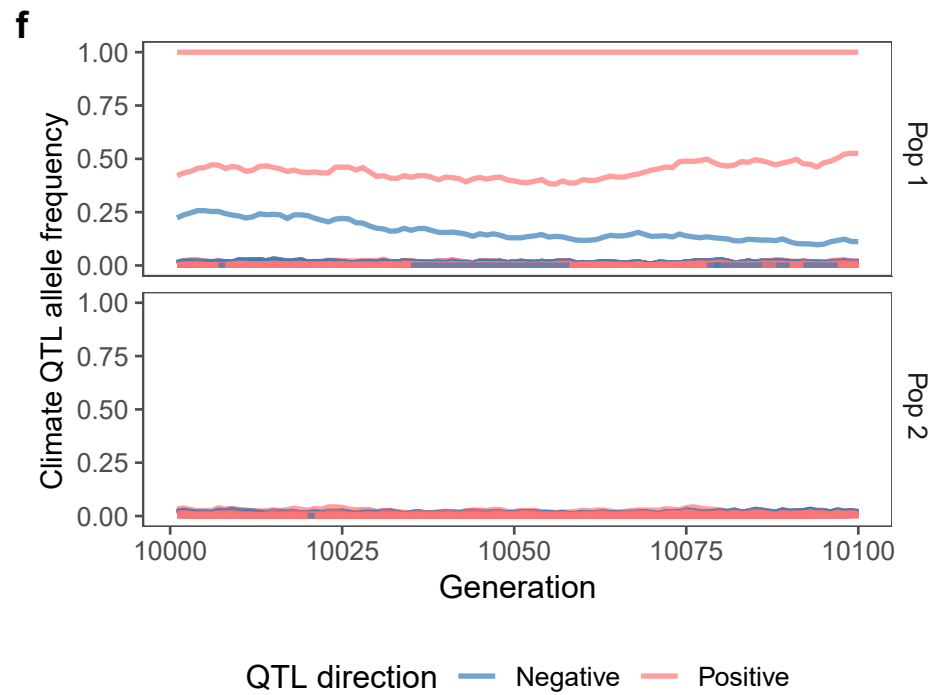 f
Climate QTL allele frequency
1.00
0.75
0.50
0.25
0.00
Pop 1
1.00
0.75
0.50
0.25
0.00
Pop 2
10000 10025 10050 10075 10100
Generation
QTL direction Negative Positive